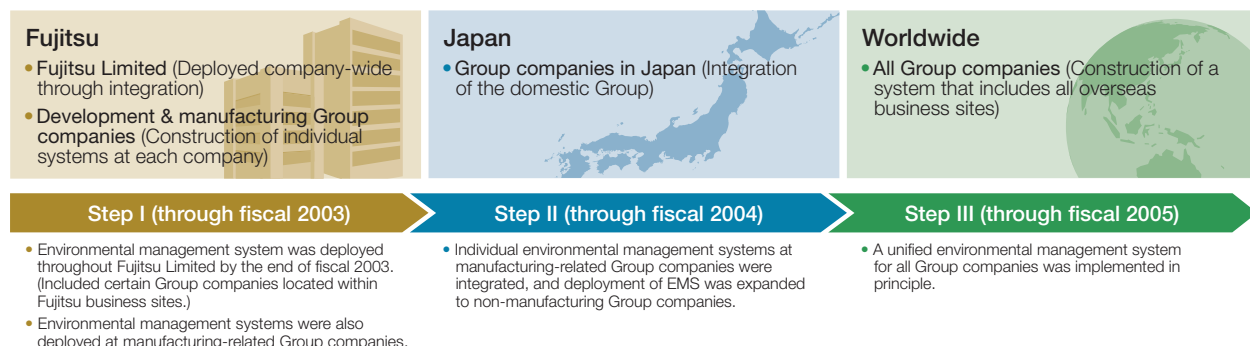 Fujitsu
• Fujitsu Limited (Deployed company-wide
through integration)
• Development & manufacturing Group
companies (Construction of individual
systems at each company)
Japan
• Group companies in Japan (Integration
of the domestic Group)
Worldwide
• All Group companies (Construction of a
system that includes all overseas
business sites)
Step I (through fiscal 2003)
Step II (through fiscal 2004)
Step III (through fiscal 2005)
• Environmental management system was deployed
throughout Fujitsu Limited by the end of fiscal 2003.
(Included certain Group companies located within
Fujitsu business sites.)
• Environmental management systems were also
deployed at manufacturing-related Group companies.
• Individual environmental management systems at
manufacturing-related Group companies were
integrated, and deployment of EMS was expanded
to non-manufacturing Group companies.
• A unified environmental management system
for all Group companies was implemented in
principle.